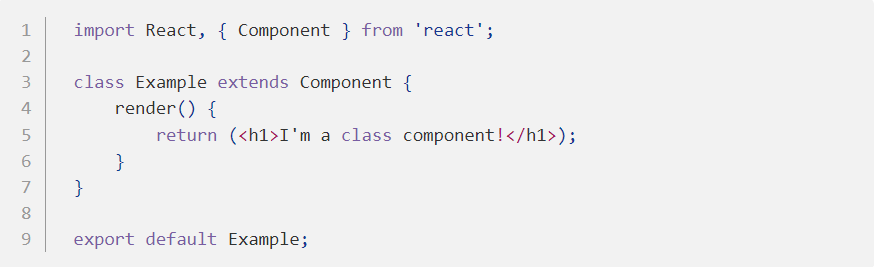 1 import React, { Component } from 'react';
2
3 class Example extends Component {
4     render() {
5         return (<h1>I'm a class component!</h1>);
6     }
7 }
8
9 export default Example;